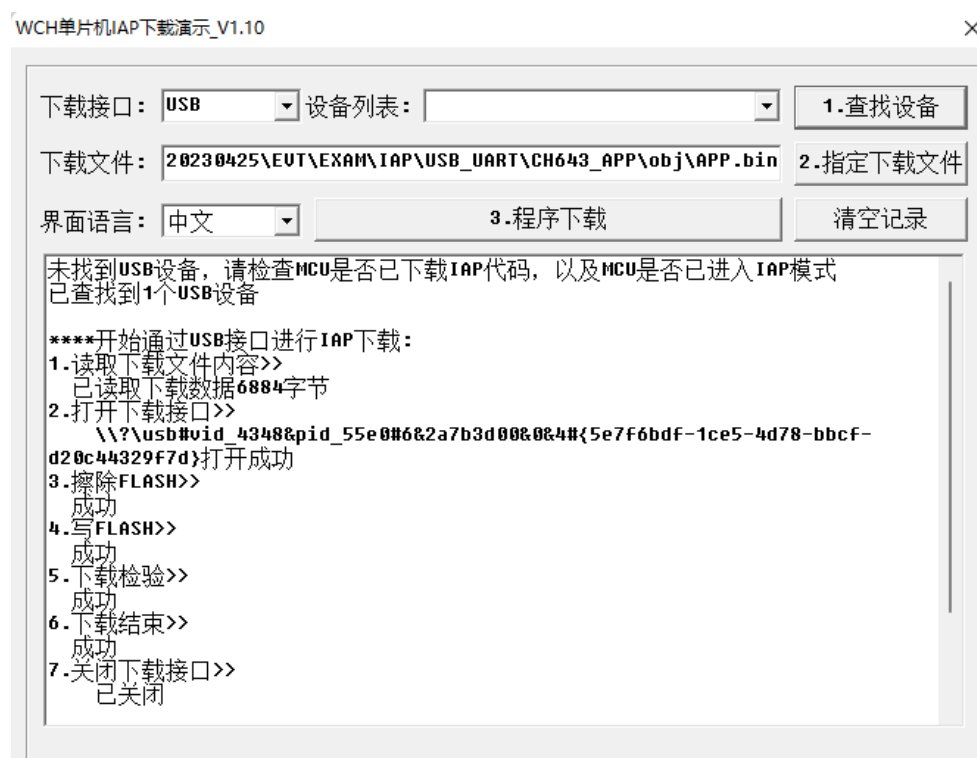 WCH单片机IAP下载演示_V1.10
下载接口: USB 设备列表: 1.查找设备
下载文件: 20230425\EVT\EXAM\IAP\USB_UART\CH643_APP\obj\APP.bin 2.指定下载文件
界面语言: 中文 3.程序下载 清空记录
未找到USB设备，请检查MCU是否已下载IAP代码，以及MCU是否已进入IAP模式
已查找到1个USB设备
****开始通过USB接口进行IAP下载:
1.读取下载文件内容>>
已读取下载数据6884字节
2.打开下载接口>>
\\?\usb#vid_4348&pid_55e0#6&2a7b3d00&0&4#{5e7f6bdf-1ce5-4d78-bbcf-
d20c44329f7d}打开成功
3.擦除FLASH>>
成功
4.写FLASH>>
成功
5.下载检验>>
成功
6.下载结束>>
成功
7.关闭下载接口>>
已关闭